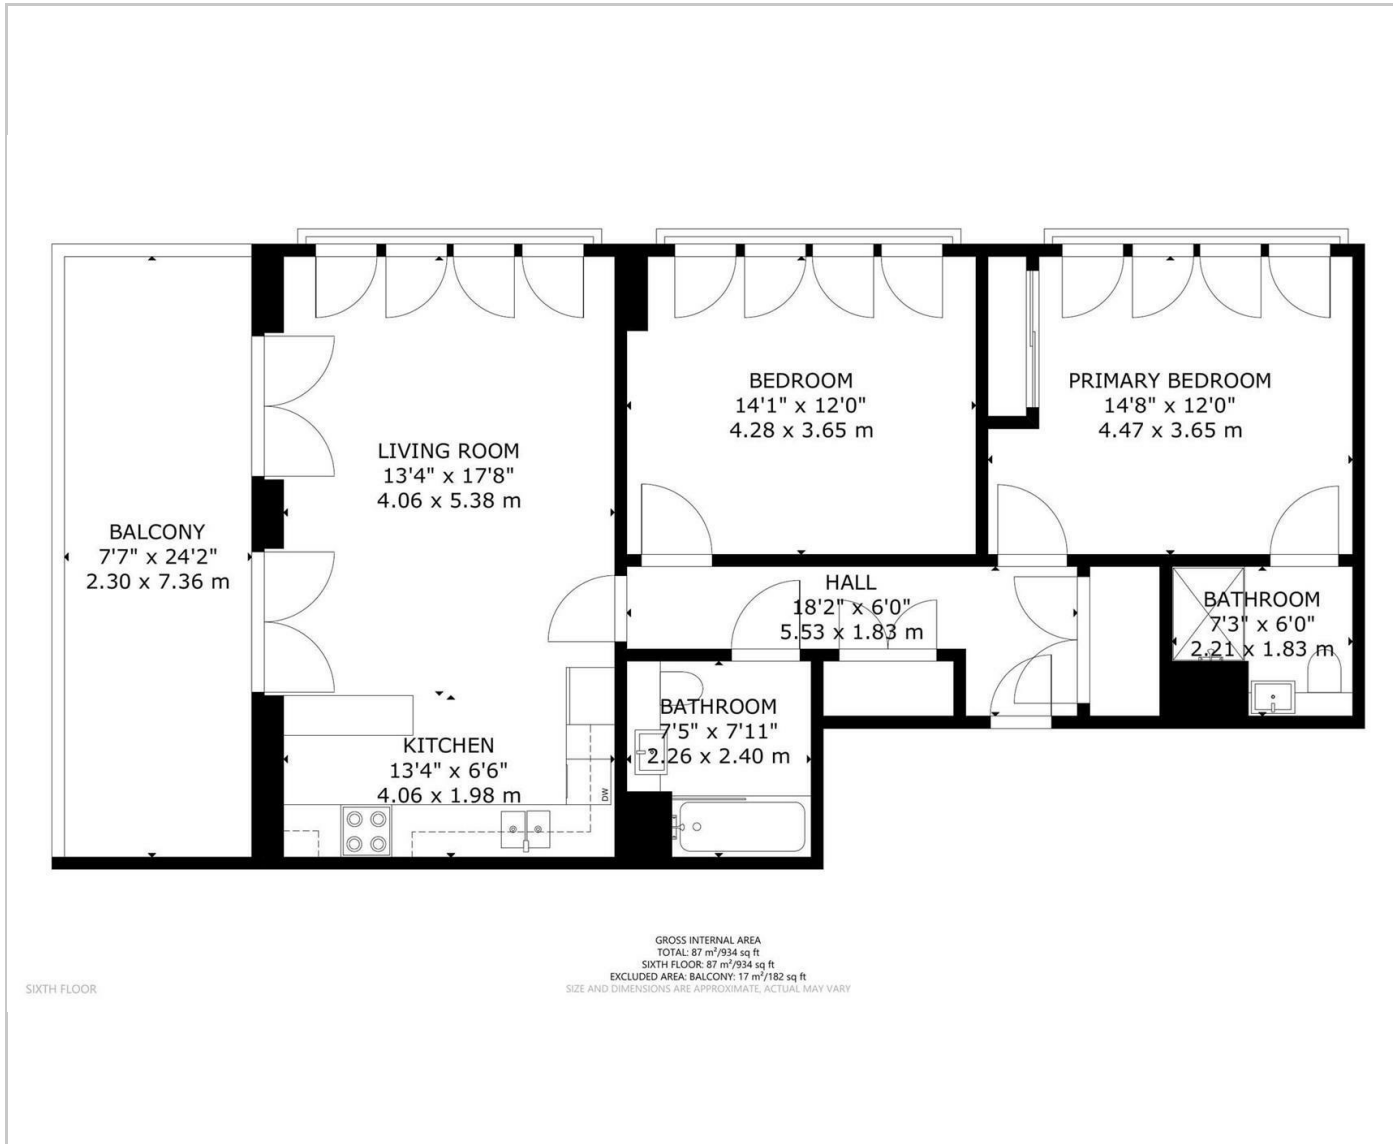 BEDROOM
14'1" x 12'0"
4.28 x 3.65 m
PRIMARY BEDROOM
14'8" x 12'0"
4.47 x 3.65 m
LIVING ROOM
13'4" x 17'8"
4.06 x 5.38 m
BALCONY
7'7" x 24'2"
2.30 x 7.36 m
HALL
18'2" x 6'0"
5.53 x 1.83 m
BATHROOM
7'3" x 6'0"
2.21 x 1.83 m
BATHROOM
7'5" x 7'11"
2.26 x 2.40 m
KITCHEN
13'4" x 6'6"
4.06 x 1.98 m
DW
GROSS INTERNAL AREA
TOTAL: 87 m²/934 sq ft
SIXTH FLOOR: 87 m²/934 sq ft
EXCLUDED AREA: BALCONY: 17 m²/182 sq ft
SIZE AND DIMENSIONS ARE APPROXIMATE, ACTUAL MAY VARY
SIXTH FLOOR